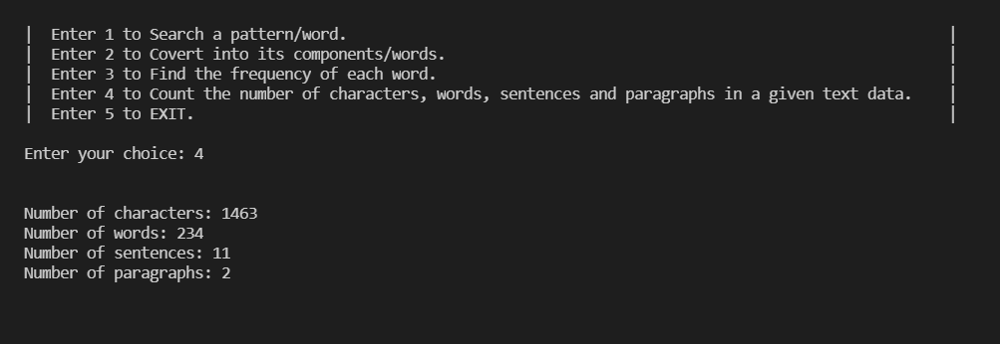 |  Enter 1 to Search a pattern/word.                                                                   |
|  Enter 2 to Covert into its components/words.                                                        |
|  Enter 3 to Find the frequency of each word.                                                         |
|  Enter 4 to Count the number of characters, words, sentences and paragraphs in a given text data.    |
|  Enter 5 to EXIT.                                                                                    |
Enter your choice: 4
Number of characters: 1463
Number of words: 234
Number of sentences: 11
Number of paragraphs: 2